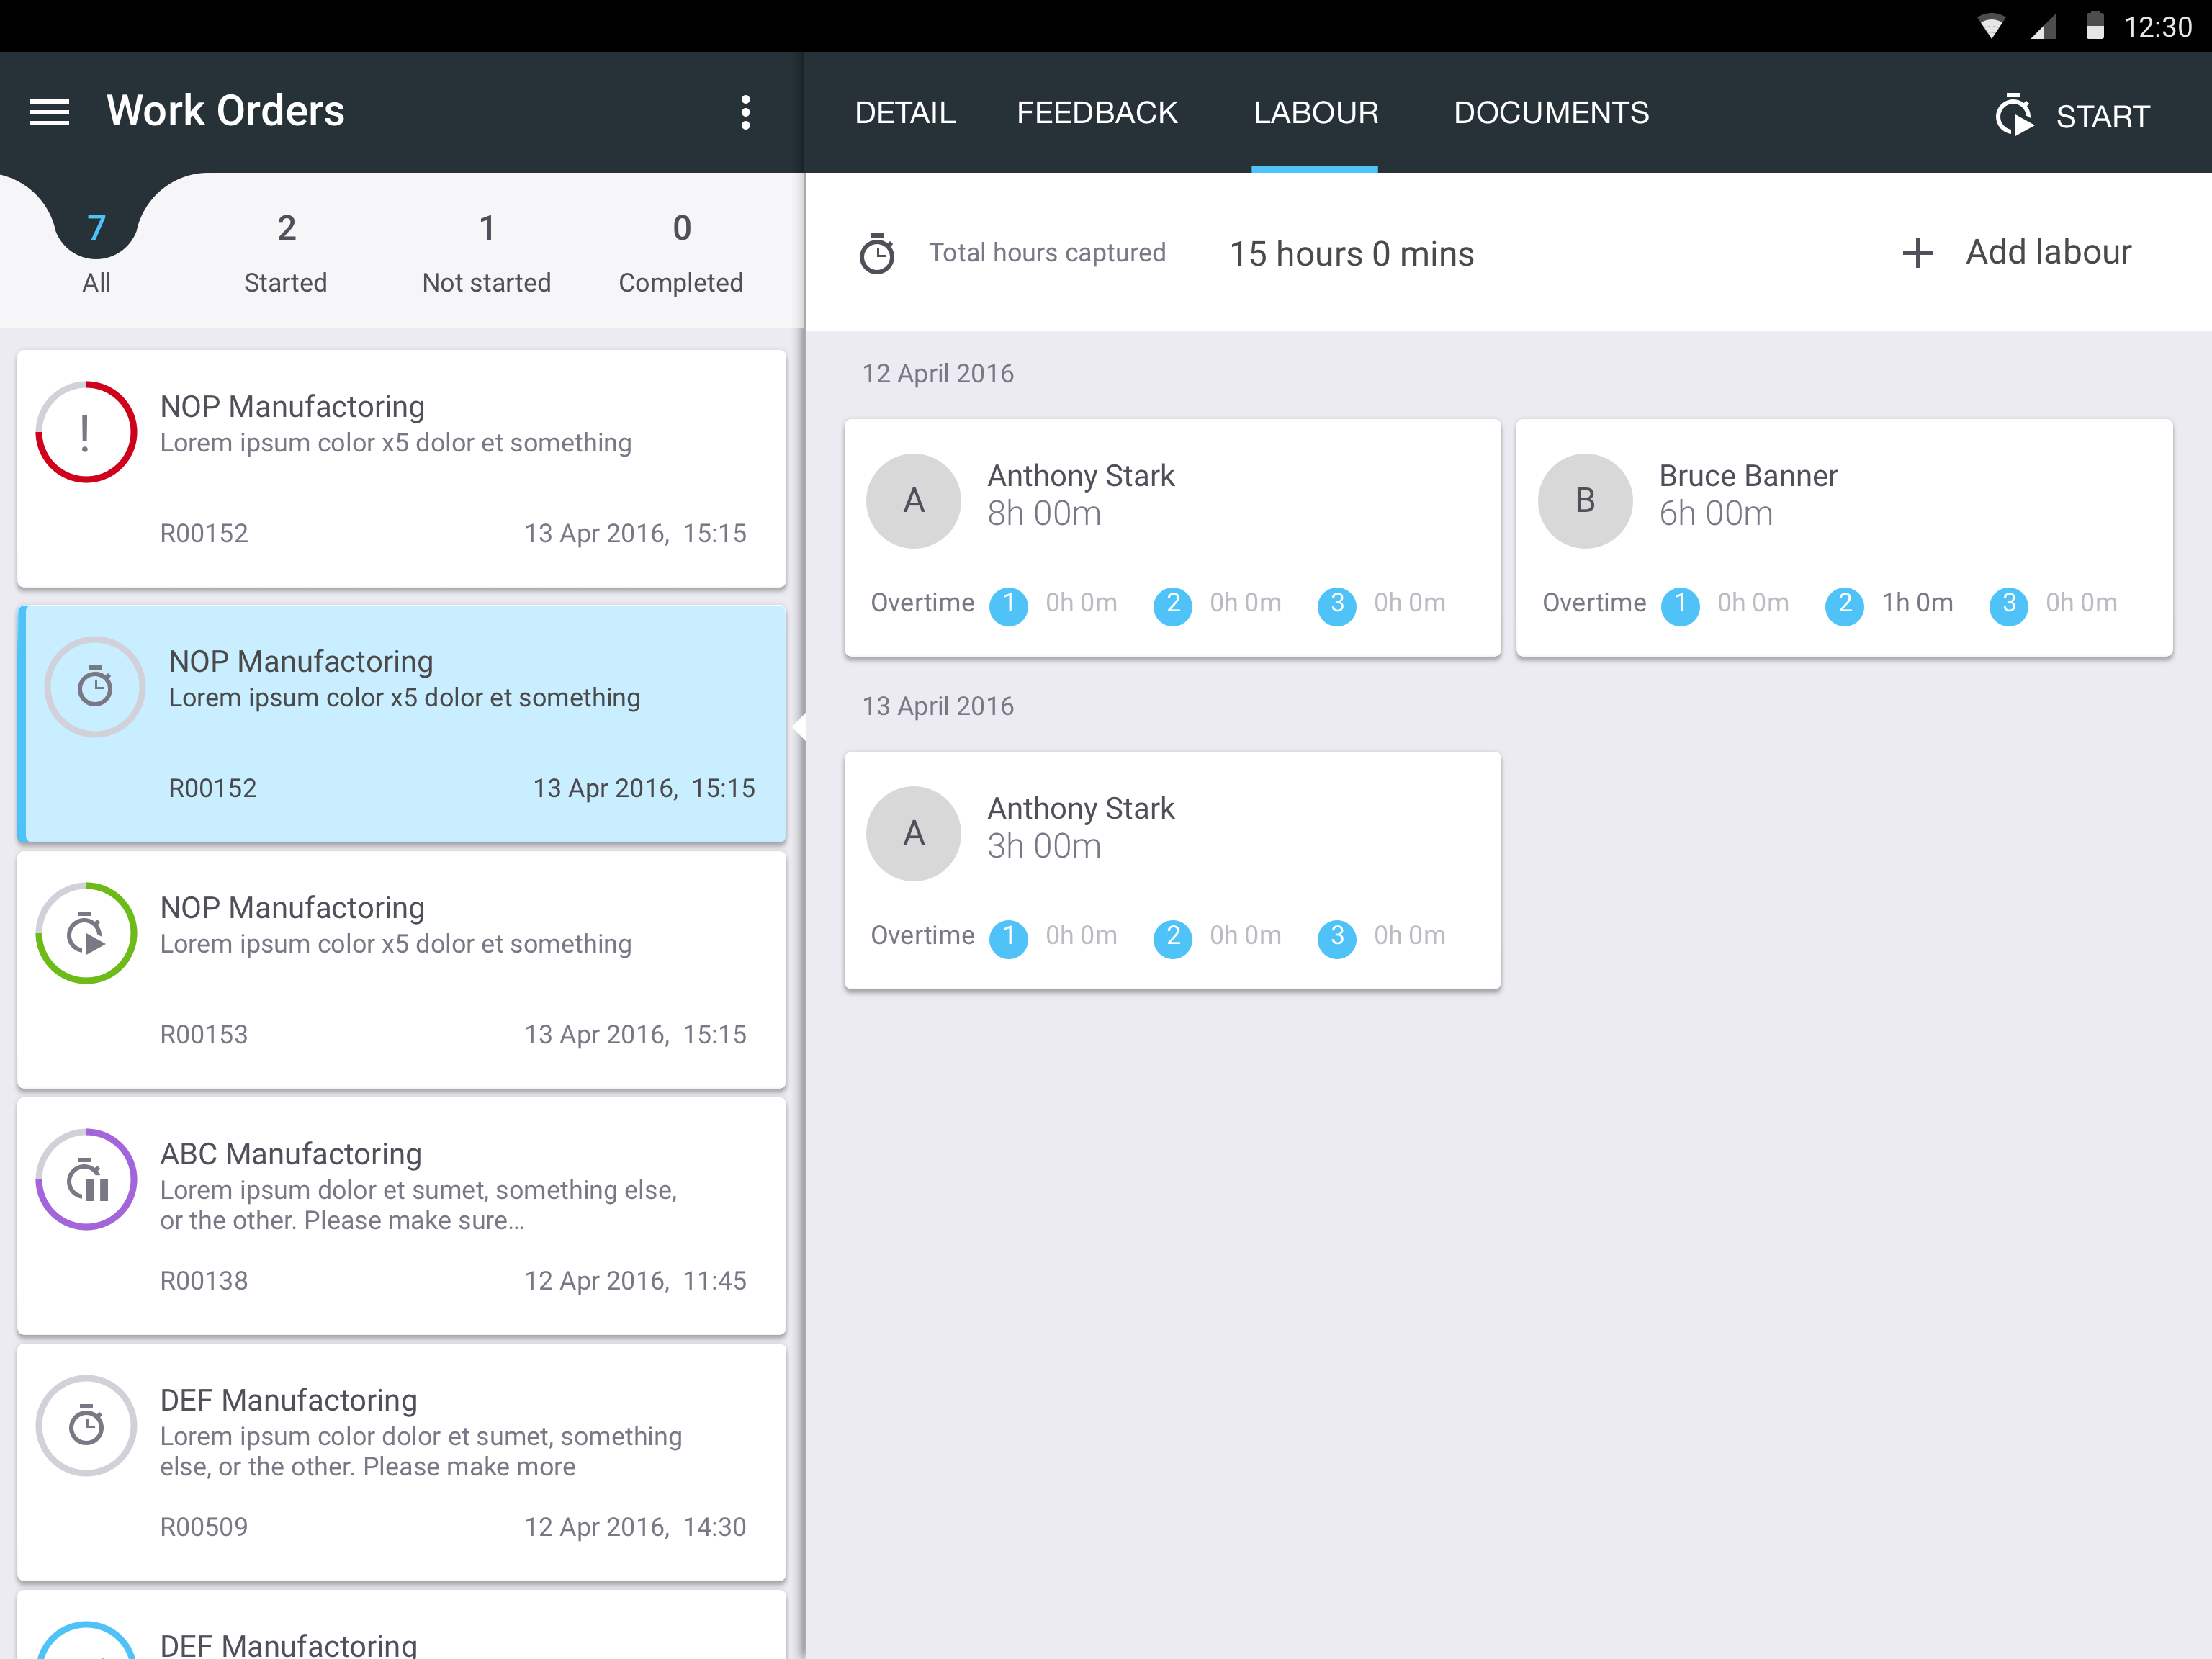 12:30
Work Orders
DETAIL FEEDBACK LABOUR DOCUMENTS START
7 2 1 0
All Started Not started Completed
Total hours captured 15 hours 0 mins + Add labour
NOP Manufactoring
Lorem ipsum color x5 dolor et something
R00152 13 Apr 2016, 15:15
NOP Manufactoring
Lorem ipsum color x5 dolor et something
R00152 13 Apr 2016, 15:15
NOP Manufactoring
Lorem ipsum color x5 dolor et something
R00153 13 Apr 2016, 15:15
ABC Manufactoring
Lorem ipsum dolor et sumet, something else,
or the other. Please make sure...
R00138 12 Apr 2016, 11:45
DEF Manufactoring
Lorem ipsum color dolor et sumet, something
else, or the other. Please make more
R00509 12 Apr 2016, 14:30
DEF Manufactoring
12 April 2016
A Anthony Stark
8h 00m
Overtime 1 0h 0m 2 0h 0m 3 0h 0m
B Bruce Banner
6h 00m
Overtime 1 0h 0m 2 1h 0m 3 0h 0m
13 April 2016
A Anthony Stark
3h 00m
Overtime 1 0h 0m 2 0h 0m 3 0h 0m